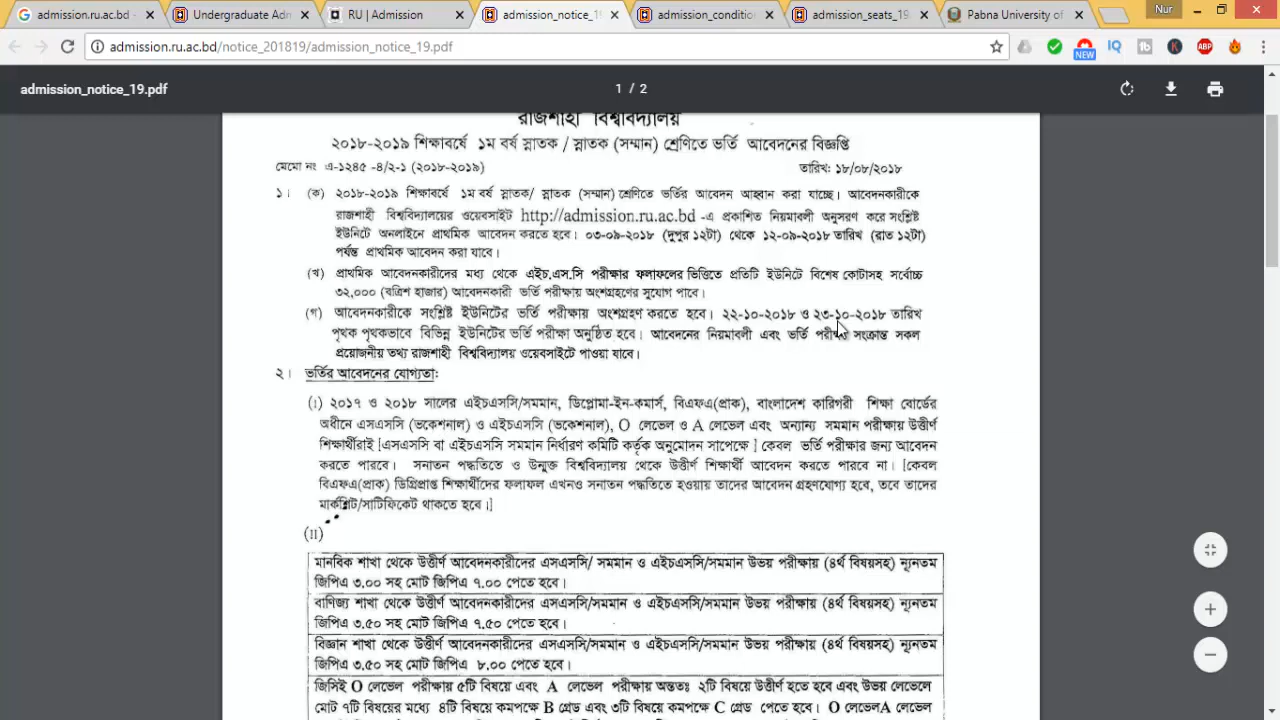 admission.ru.ac.bd -
Undergraduate Adm
RU | Admission
admission_notice_19
admission_conditio
admission_seats_19
Pabna University of
Nur
admission.ru.ac.bd/notice_201819/admission_notice_19.pdf
NEW
IQ
K
ABP
admission_notice_19.pdf
1 / 2
রাজশাহী বিশ্ববিদ্যালয়
২০১৮-২০১৯ শিক্ষাবর্ষে ১ম বর্ষ স্নাতক / স্নাতক (সম্মান) শ্রেণিতে ভর্তি আবেদনের বিজ্ঞপ্তি
মেমো নং এ-১২৪৫ -৪/২-১ (২০১৮-২০১৯) তারিখ: ১৮/০৮/২০১৮
১। (ক) ২০১৮-২০১৯ শিক্ষাবর্ষে ১ম বর্ষ স্নাতক/ স্নাতক (সম্মান) শ্রেণিতে ভর্তির আবেদন আহ্বান করা যাচ্ছে। আবেদনকারীকে
রাজশাহী বিশ্ববিদ্যালয়ের ওয়েবসাইট http://admission.ru.ac.bd -এ প্রকাশিত নিয়মাবলী অনুসরণ করে সংশ্লিষ্ট
ইউনিটে অনলাইনে প্রাথমিক আবেদন করতে হবে। ০৩-০৯-২০১৮ (দুপুর ১২টা) থেকে ১২-০৯-২০১৮ তারিখ (রাত ১২টা)
পর্যন্ত প্রাথমিক আবেদন করা যাবে।
(খ) প্রাথমিক আবেদনকারীদের মধ্য থেকে এইচ.এস.সি পরীক্ষার ফলাফলের ভিত্তিতে প্রতিটি ইউনিটে বিশেষ কোটাসহ সর্বোচ্চ
৩২,০০০ (বত্রিশ হাজার) আবেদনকারী ভর্তি পরীক্ষায় অংশগ্রহণের সুযোগ পাবে।
(গ) আবেদনকারীকে সংশ্লিষ্ট ইউনিটের ভর্তি পরীক্ষায় অংশগ্রহণ করতে হবে। ২২-১০-২০১৮ ও ২৩-১০-২০১৮ তারিখ
পৃথক পৃথকভাবে বিভিন্ন ইউনিটের ভর্তি পরীক্ষা অনুষ্ঠিত হবে। আবেদনের নিয়মাবলী এবং ভর্তি পরীক্ষা সংক্রান্ত সকল
প্রয়োজনীয় তথ্য রাজশাহী বিশ্ববিদ্যালয় ওয়েবসাইটে পাওয়া যাবে।
২। ভর্তির আবেদনের যোগ্যতা:
(I) ২০১৭ ও ২০১৮ সালের এইচএসসি/সমমান, ডিপ্লোমা-ইন-কমার্স, বিএফএ(প্রাক), বাংলাদেশ কারিগরী শিক্ষা বোর্ডের
অধীনে এসএসসি (ভকেশনাল) ও এইচএসসি (ভকেশনাল), O লেভেল ও A লেভেল এবং অন্যান্য সমমান পরীক্ষায় উত্তীর্ণ
শিক্ষার্থীরাই [এসএসসি বা এইচএসসি সমমান নির্ধারণ কমিটি কর্তৃক অনুমোদন সাপেক্ষে ] কেবল ভর্তি পরীক্ষার জন্য আবেদন
করতে পারবে। সনাতন পদ্ধতিতে ও উন্মুক্ত বিশ্ববিদ্যালয় থেকে উত্তীর্ণ শিক্ষার্থী আবেদন করতে পারবে না। [কেবল
বিএফএ(প্রাক) ডিগ্রিপ্রাপ্ত শিক্ষার্থীদের ফলাফল এখনও সনাতন পদ্ধতিতে হওয়ায় তাদের আবেদন গ্রহণযোগ্য হবে, তবে তাদের
মার্কশিট/সার্টিফিকেট থাকতে হবে।]
(II)
মানবিক শাখা থেকে উত্তীর্ণ আবেদনকারীদের এসএসসি/ সমমান ও এইচএসসি/সমমান উভয় পরীক্ষায় (৪র্থ বিষয়সহ) ন্যূনতম
জিপিএ ৩.০০ সহ মোট জিপিএ ৭.০০ পেতে হবে।
বাণিজ্য শাখা থেকে উত্তীর্ণ আবেদনকারীদের এসএসসি/সমমান ও এইচএসসি/সমমান উভয় পরীক্ষায় (৪র্থ বিষয়সহ) ন্যূনতম
জিপিএ ৩.৫০ সহ মোট জিপিএ ৭.৫০ পেতে হবে।
বিজ্ঞান শাখা থেকে উত্তীর্ণ আবেদনকারীদের এসএসসি/সমমান ও এইচএসসি/সমমান উভয় পরীক্ষায় (৪র্থ বিষয়সহ) ন্যূনতম
জিপিএ ৩.৫০ সহ মোট জিপিএ ৮.০০ পেতে হবে।
জিসিই O লেভেল পরীক্ষায় ৫টি বিষয়ে এবং A লেভেল পরীক্ষায় অন্ততঃ ২টি বিষয়ে উত্তীর্ণ হতে হবে এবং উভয় লেভেলে
মোট ৭টি বিষয়ের মধ্যে ৪টি বিষয়ে কমপক্ষে B গ্রেড এবং ৩টি বিষয়ে কমপক্ষে C গ্রেড পেতে হবে। O লেভেলA লেভেল